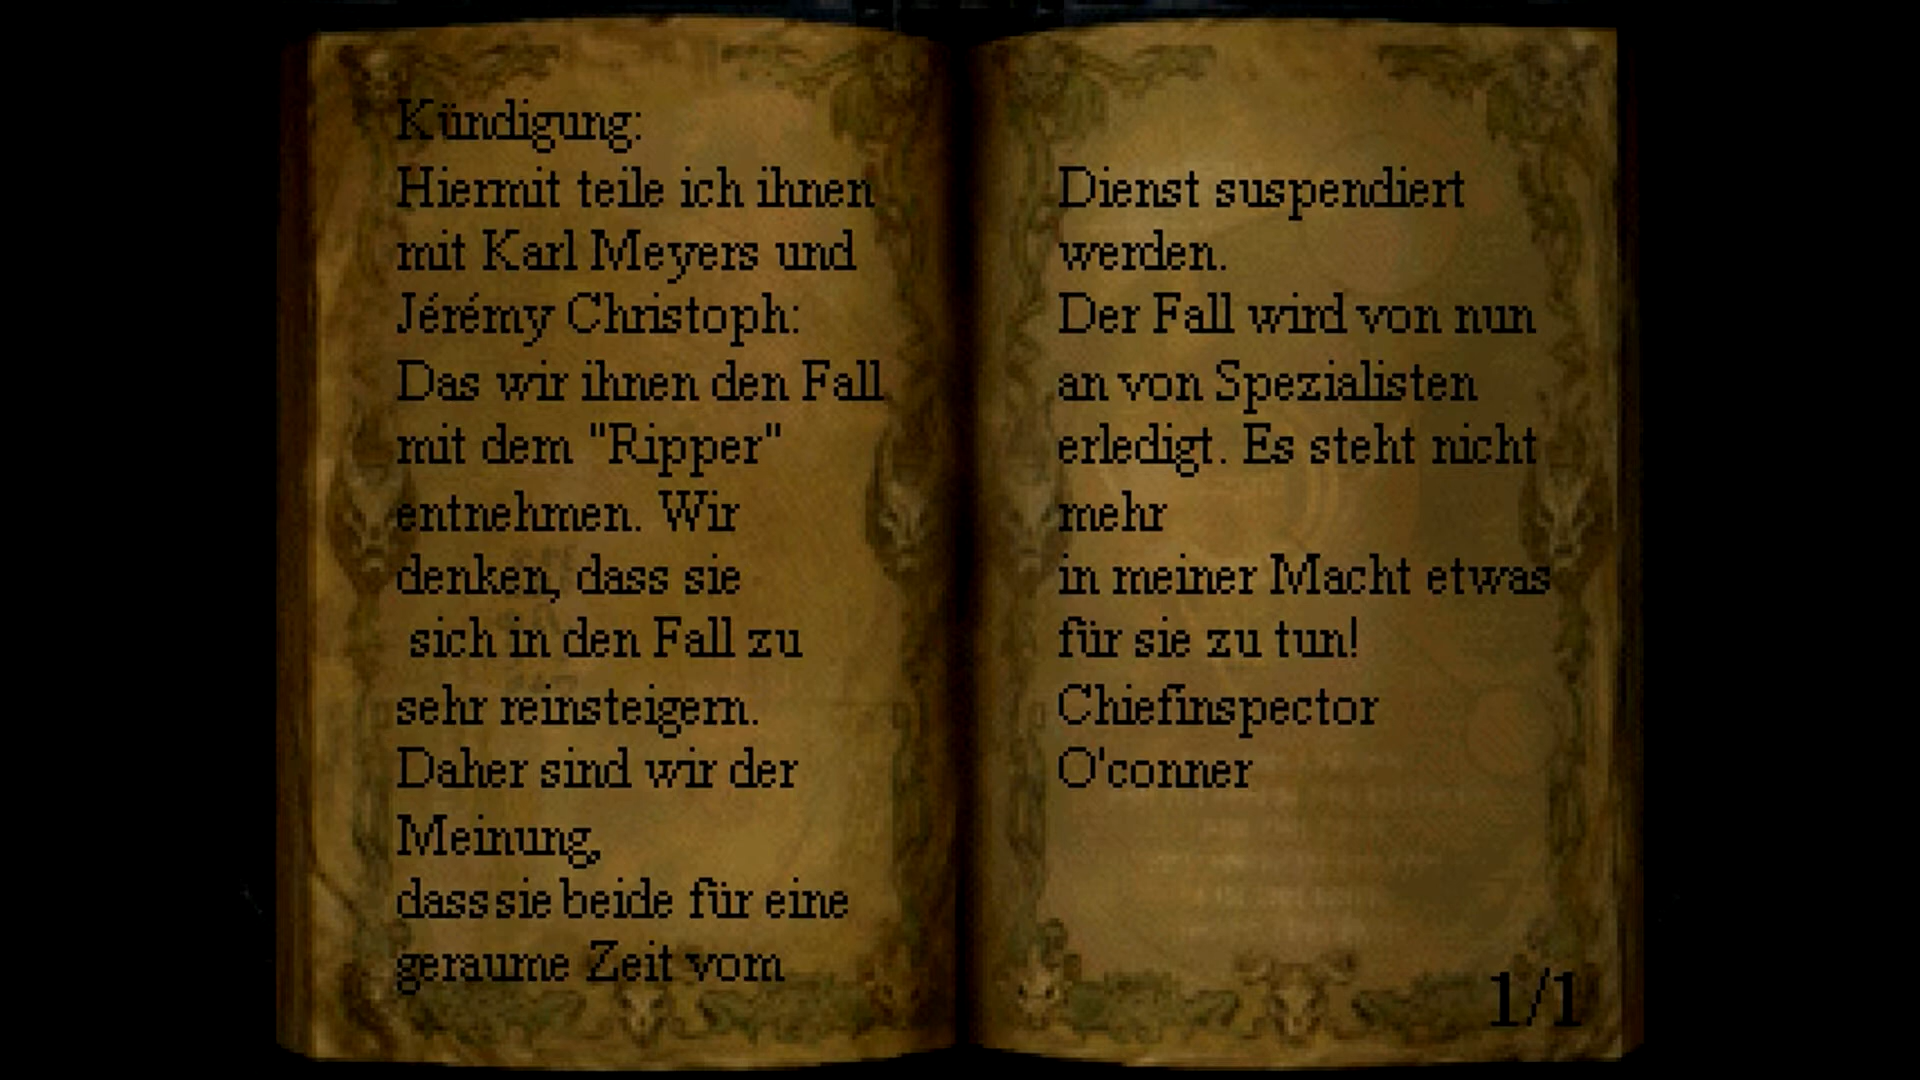 Kündigung:
Hiermit teile ich ihnen
mit Karl Meyers und
Jérémy Christoph:
Das wir ihnen den Fall
mit dem "Ripper"
entnehmen. Wir
denken, dass sie
sich in den Fall zu
sehr reinsteigern.
Daher sind wir der
Meinung,
dass sie beide für eine
geraume Zeit vom
Dienst suspendiert
werden.
Der Fall wird von nun
an von Spezialisten
erledigt. Es steht nicht
mehr
in meiner Macht etwas
für sie zu tun!
Chiefinspector
O'conner
1/1